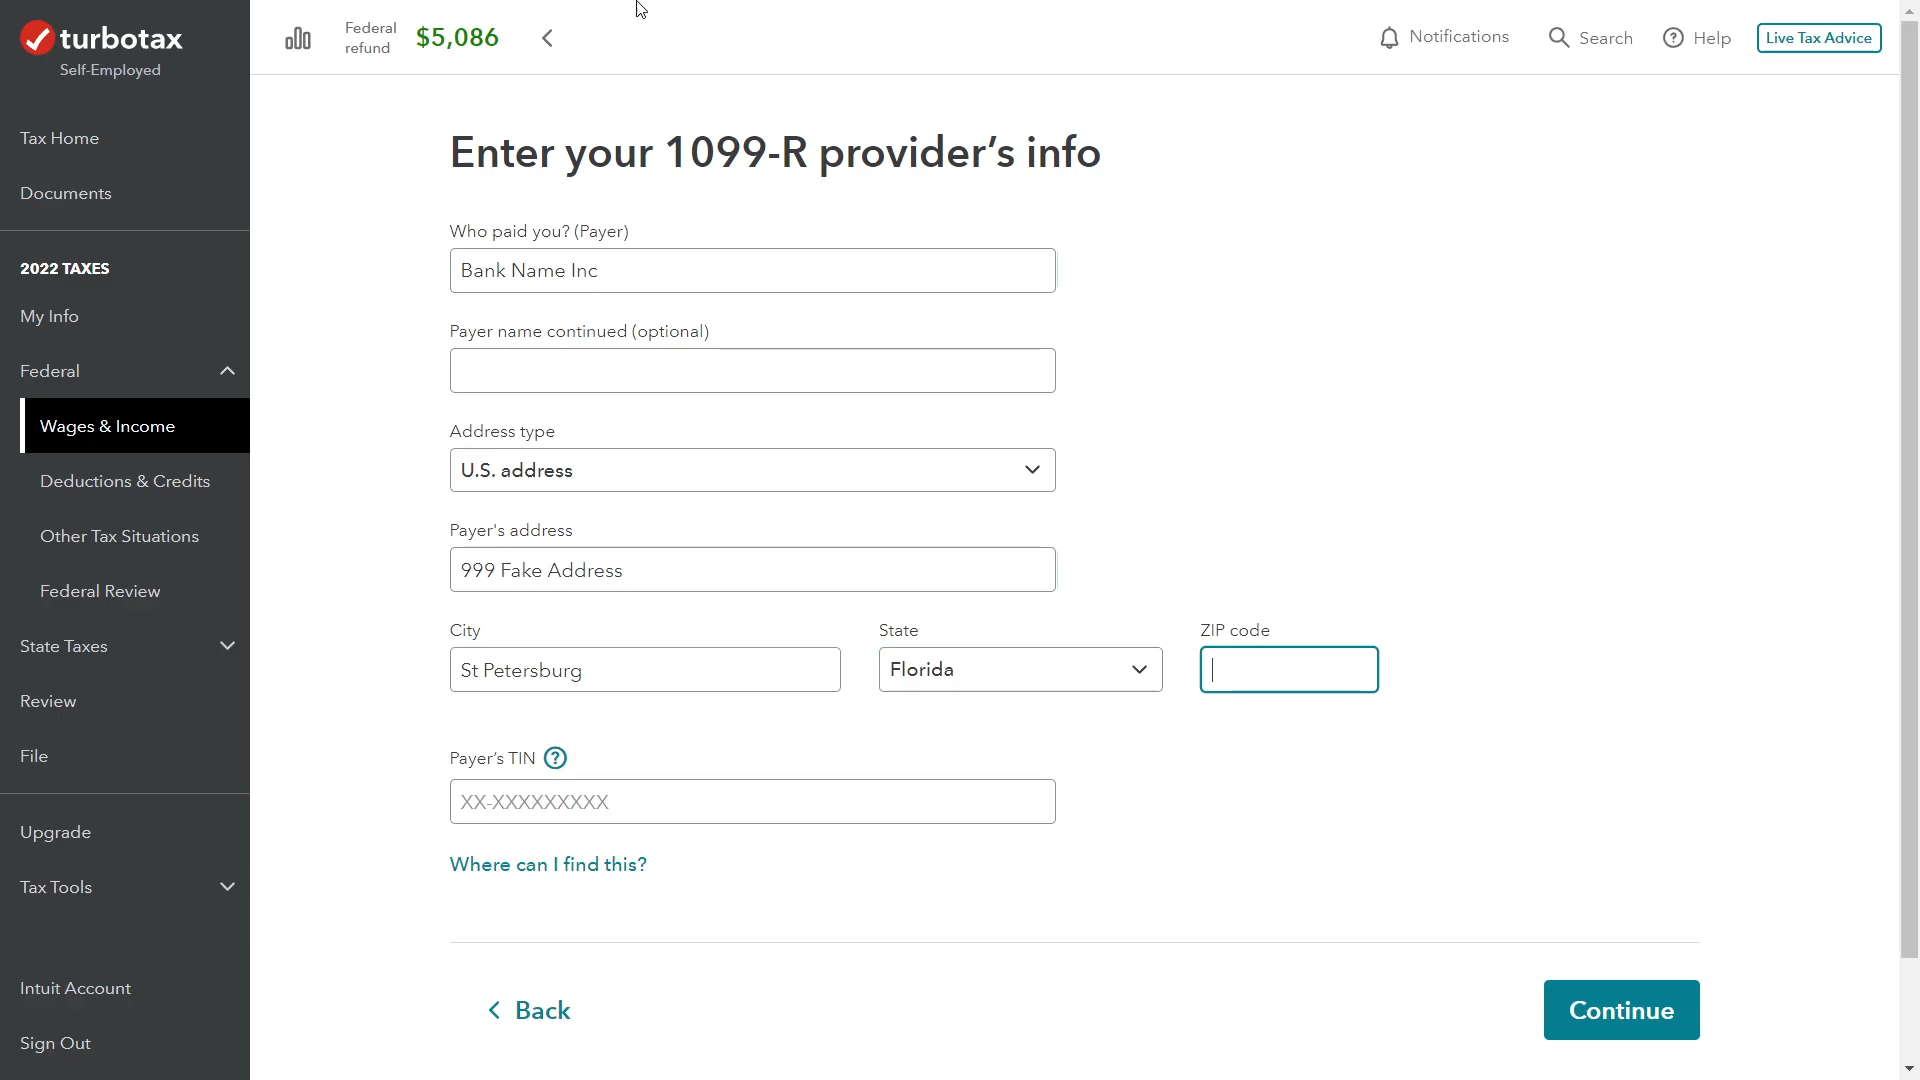 turbotax
Self-Employed
Federal refund $5,086
Notifications
Search
Help
Live Tax Advice
Tax Home
Documents
2022 TAXES
My Info
Federal
Wages & Income
Deductions & Credits
Other Tax Situations
Federal Review
State Taxes
Review
File
Upgrade
Tax Tools
Intuit Account
Sign Out
Enter your 1099-R provider’s info
Who paid you? (Payer)
Bank Name Inc
Payer name continued (optional)
Address type
U.S. address
Payer's address
999 Fake Address
City State ZIP code
St Petersburg Florida
Payer’s TIN ?
XX-XXXXXXXXX
Where can I find this?
Back
Continue